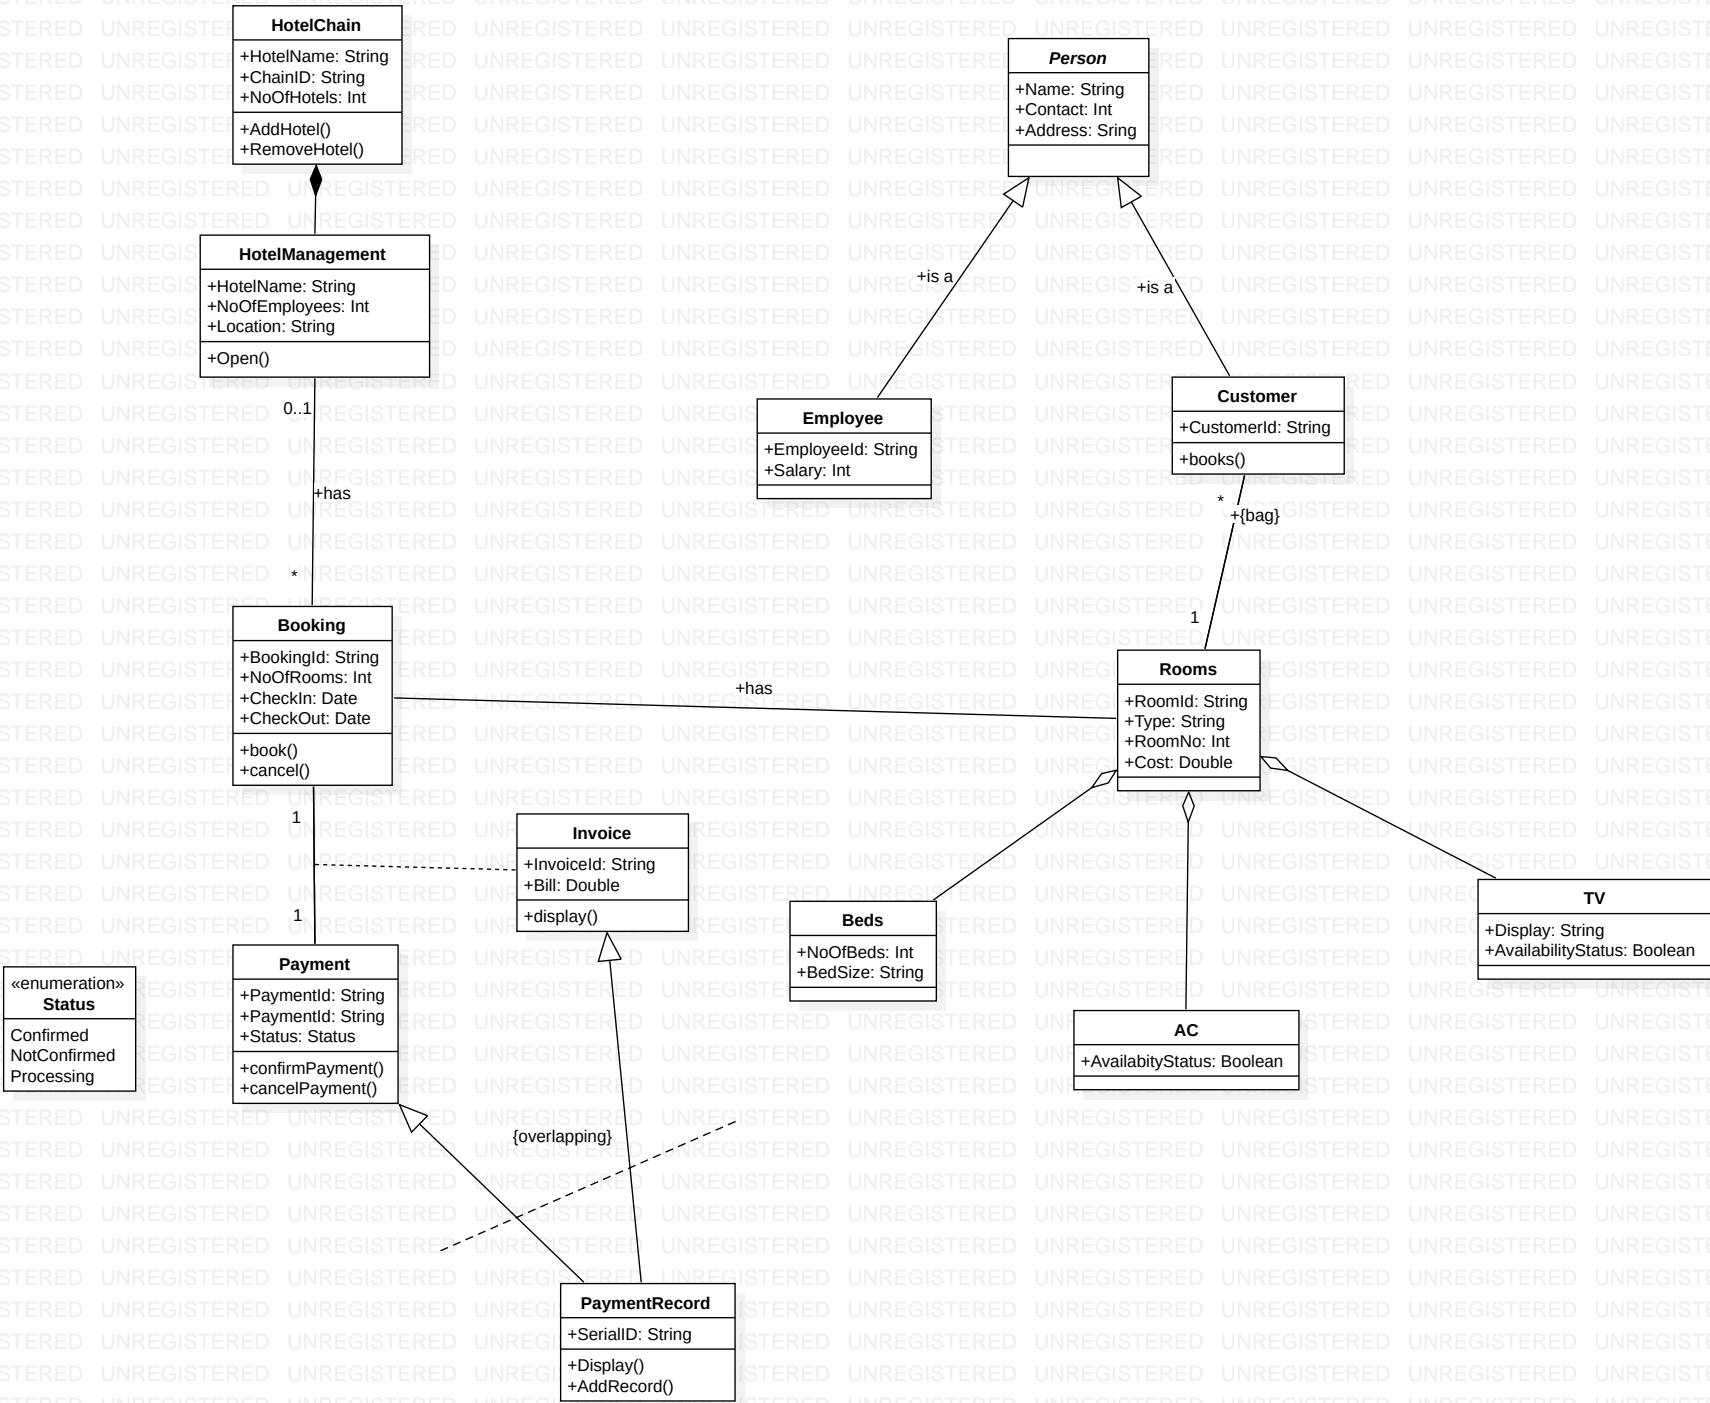 HotelChain
+HotelName: String
+ChainID: String
+NoOfHotels: Int
+AddHotel()
+RemoveHotel()
Person
+Name: String
+Contact: Int
+Address: Sring
HotelManagement
+HotelName: String
+NoOfEmployees: Int
+Location: String
+Open()
+is a
+is a
Employee
+EmployeeId: String
+Salary: Int
Customer
+CustomerId: String
+books()
0..1
+has
*
*
+{bag}
1
Booking
+BookingId: String
+NoOfRooms: Int
+CheckIn: Date
+CheckOut: Date
+book()
+cancel()
+has
Rooms
+RoomId: String
+Type: String
+RoomNo: Int
+Cost: Double
1
1
Invoice
+InvoiceId: String
+Bill: Double
+display()
Beds
+NoOfBeds: Int
+BedSize: String
TV
+Display: String
+AvailabilityStatus: Boolean
AC
+AvailabityStatus: Boolean
«enumeration»
Status
Confirmed
NotConfirmed
Processing
Payment
+PaymentId: String
+PaymentId: String
+Status: Status
+confirmPayment()
+cancelPayment()
{overlapping}
PaymentRecord
+SerialID: String
+Display()
+AddRecord()
UNREGISTERED